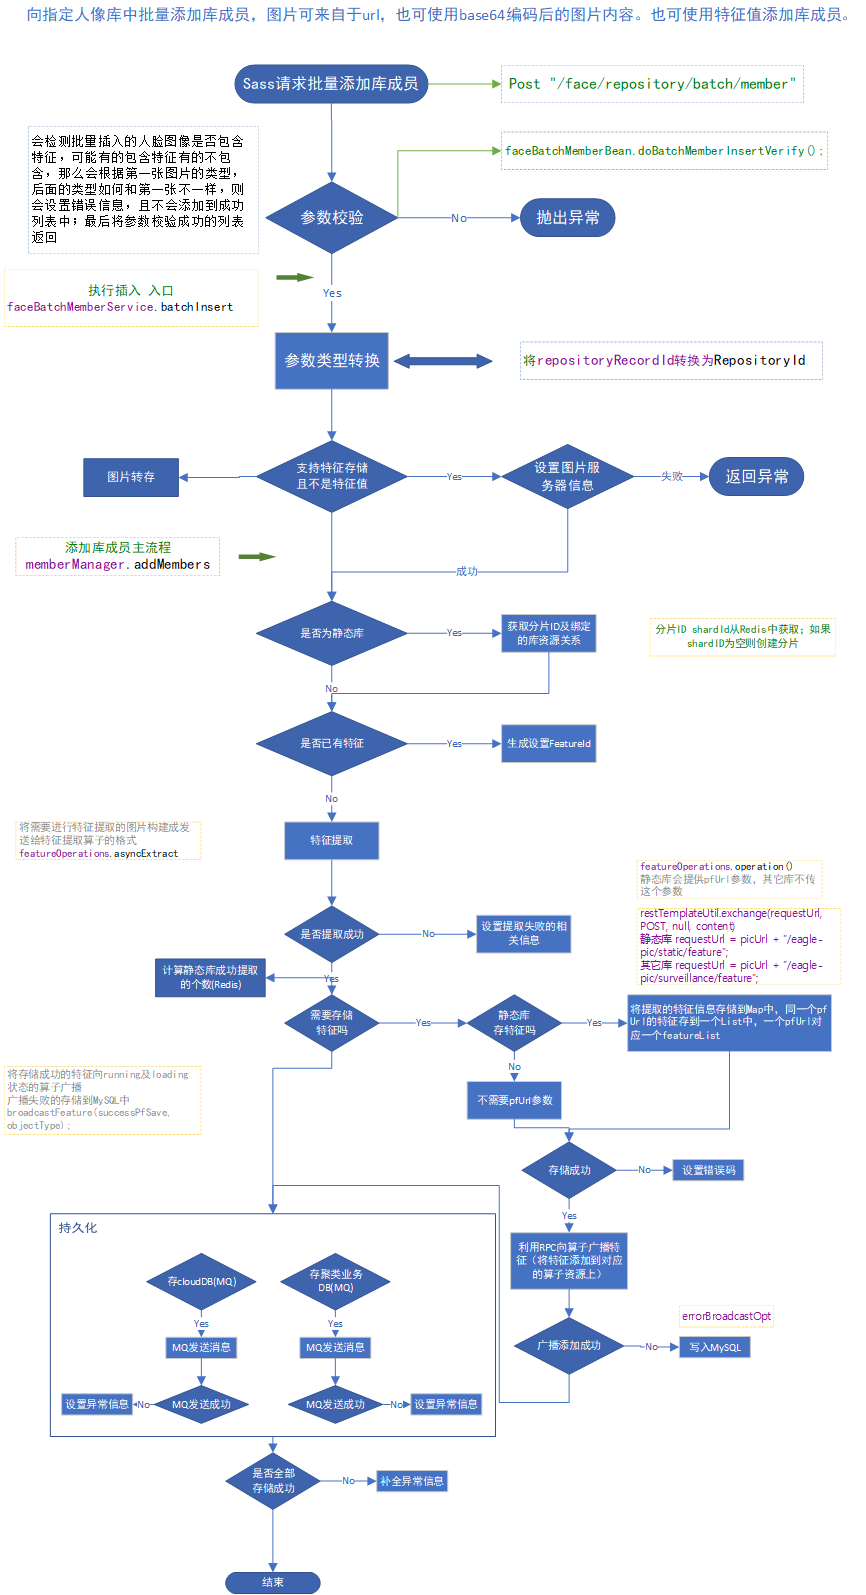 向指定人像库中批量添加库成员，图片可来自于url，也可使用base64编码后的图片内容。也可使用特征值添加库成员。
Sass请求批量添加库成员
Post "/face/repository/batch/member"
会检测批量插入的人脸图像是否包含
特征，可能有的包含特征有的不包
含，那么会根据第一张图片的类型，
后面的类型如何和第一张不一样，则
会设置错误信息，且不会添加到成功
列表中；最后将参数校验成功的列表
返回
faceBatchMemberBean.doBatchMemberInsertVerify();
参数校验
No
抛出异常
执行插入 入口
faceBatchMemberService.batchInsert
Yes
参数类型转换
将repositoryRecordId转换为RepositoryId
图片转存
支持特征存储
且不是特征值
Yes
设置图片服
务器信息
失败
返回异常
添加库成员主流程
memberManager.addMembers
成功
是否为静态库
Yes
获取分片ID及绑定
的库资源关系
分片ID shardId从Redis中获取；如果
shardID为空则创建分片
No
是否已有特征
Yes
生成设置FeatureId
No
将需要进行特征提取的图片构建成发
送给特征提取算子的格式
featureOperations.asyncExtract
特征提取
featureOperations.operation()
静态库会提供pfUrl参数，其它库不传
这个参数
restTemplateUtil.exchange(requestUrl,
POST, null, content)
静态库 requestUrl = picUrl + "/eagle-
pic/static/feature";
其它库 requestUrl = picUrl + "/eagle-
pic/surveillance/feature";
是否提取成功
No
设置提取失败的相
关信息
计算静态库成功提取
的个数(Redis)
Yes
需要存储
特征吗
Yes
静态库
存特征吗
Yes
将提取的特征信息存储到Map中，同一个pf
Url的特征存到一个List中，一个pfUrl对
应一个featureList
No
不需要pfUrl参数
将存储成功的特征向running及loading
状态的算子广播
广播失败的存储到MySQL中
broadcastFeature(successPfSave,
objectType);
存储成功
No
设置错误码
Yes
利用RPC向算子广播特
征（将特征添加到对应
的算子资源上）
持久化
存cloudDB(MQ)
存聚类业务
DB(MQ)
Yes
Yes
MQ发送消息
MQ发送消息
errorBroadcastOpt
广播添加成功
No
写入MySQL
设置异常信息
No
MQ发送成功
MQ发送成功
No
设置异常信息
是否全部
存储成功
No
补全异常信息
结束